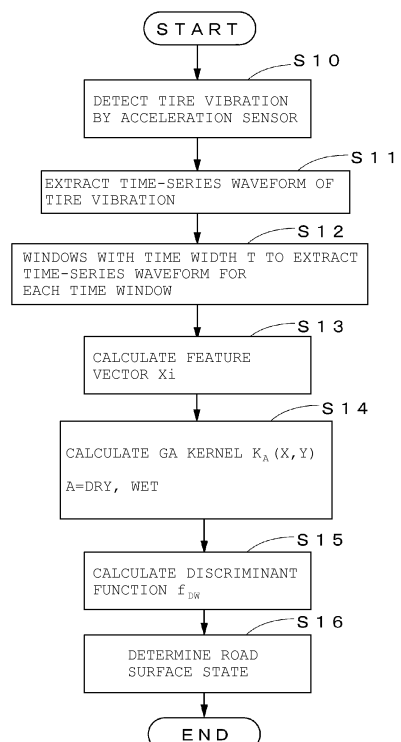 START
S10
DETECT TIRE VIBRATION
BY ACCELERATION SENSOR
S11
EXTRACT TIME-SERIES WAVEFORM OF
TIRE VIBRATION
S12
WINDOWS WITH TIME WIDTH T TO EXTRACT
TIME-SERIES WAVEFORM FOR
EACH TIME WINDOW
S13
CALCULATE FEATURE
VECTOR Xi
S14
CALCULATE GA KERNEL K_A(X,Y)
A=DRY, WET
S15
CALCULATE DISCRIMINANT
FUNCTION f_DW
S16
DETERMINE ROAD
SURFACE STATE
END